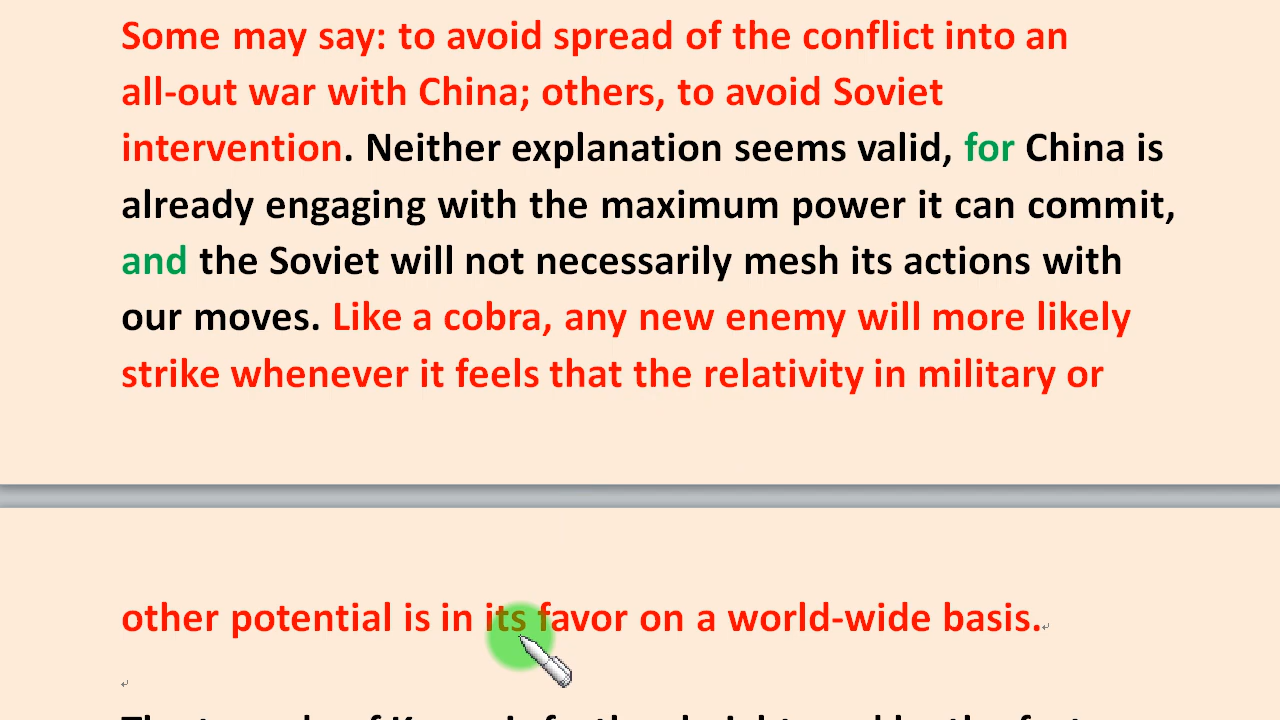 Some may say: to avoid spread of the conflict into an
all-out war with China; others, to avoid Soviet
intervention. Neither explanation seems valid, for China is
already engaging with the maximum power it can commit,
and the Soviet will not necessarily mesh its actions with
our moves. Like a cobra, any new enemy will more likely
strike whenever it feels that the relativity in military or
other potential is in its favor on a world-wide basis.